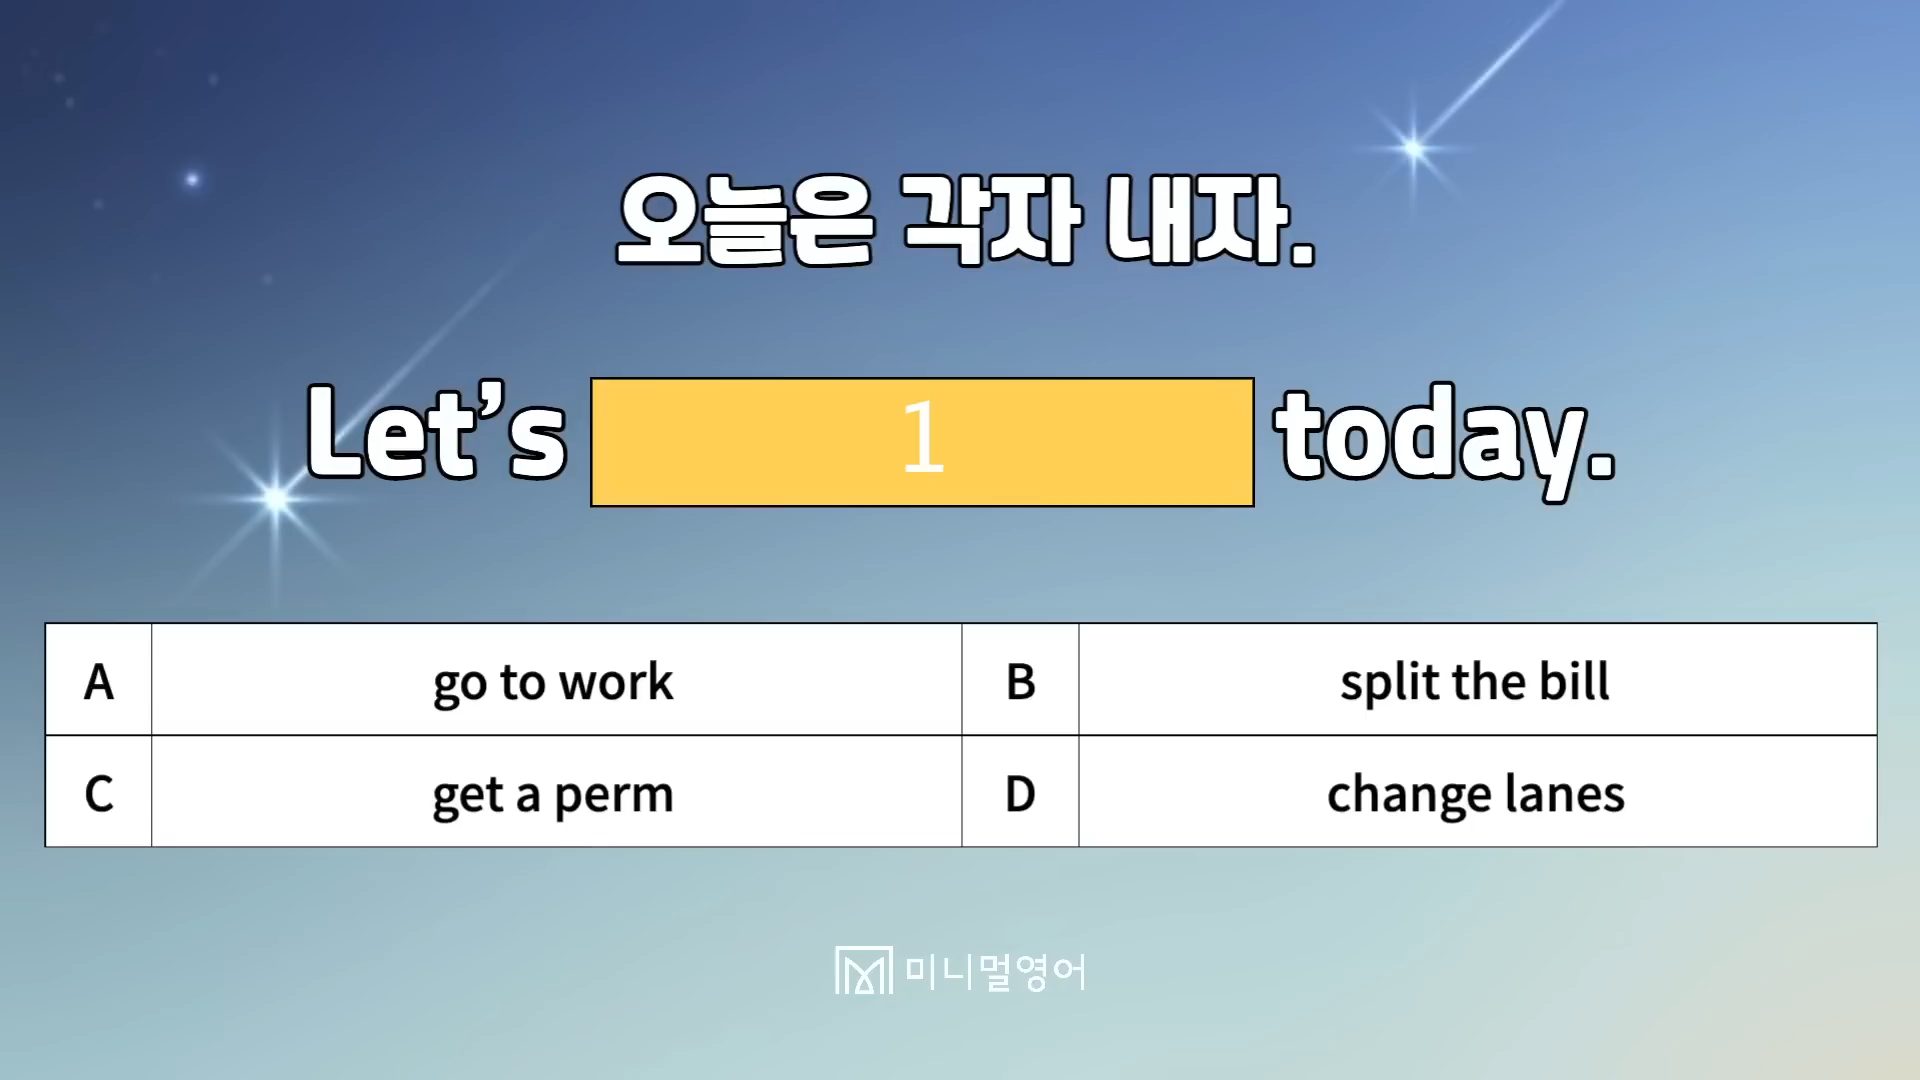 오늘은 각자 내자.
Let’s 1 today.
A go to work B split the bill
C get a perm D change lanes
미니멀영어